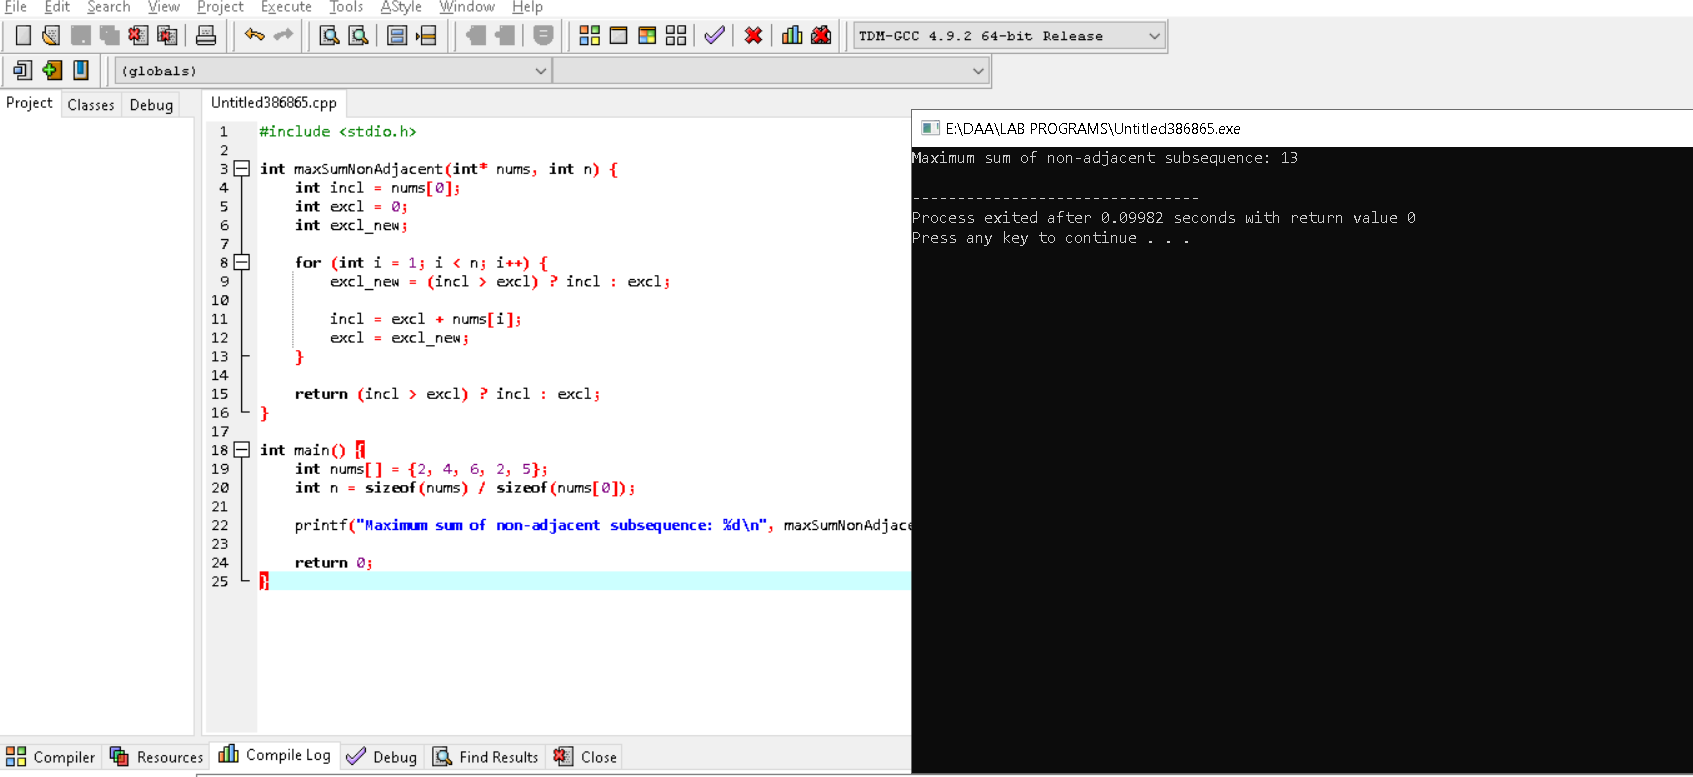 File Edit Search View Project Execute Tools AStyle Window Help
TDM-GCC 4.9.2 64-bit Release
(globals)
Project Classes Debug
Untitled386865.cpp
1 #include <stdio.h>
2
3 int maxSumNonAdjacent(int* nums, int n) {
4     int incl = nums[0];
5     int excl = 0;
6     int excl_new;
7
8     for (int i = 1; i < n; i++) {
9         excl_new = (incl > excl) ? incl : excl;
10
11         incl = excl + nums[i];
12         excl = excl_new;
13     }
14
15     return (incl > excl) ? incl : excl;
16 }
17
18 int main() {
19     int nums[] = {2, 4, 6, 2, 5};
20     int n = sizeof(nums) / sizeof(nums[0]);
21
22     printf("Maximum sum of non-adjacent subsequence: %d\n", maxSumNonAdjace
23
24     return 0;
25 }
E:\DAA\LAB PROGRAMS\Untitled386865.exe
Maximum sum of non-adjacent subsequence: 13
--------------------------------
Process exited after 0.09982 seconds with return value 0
Press any key to continue . . .
Compiler Resources Compile Log Debug Find Results Close